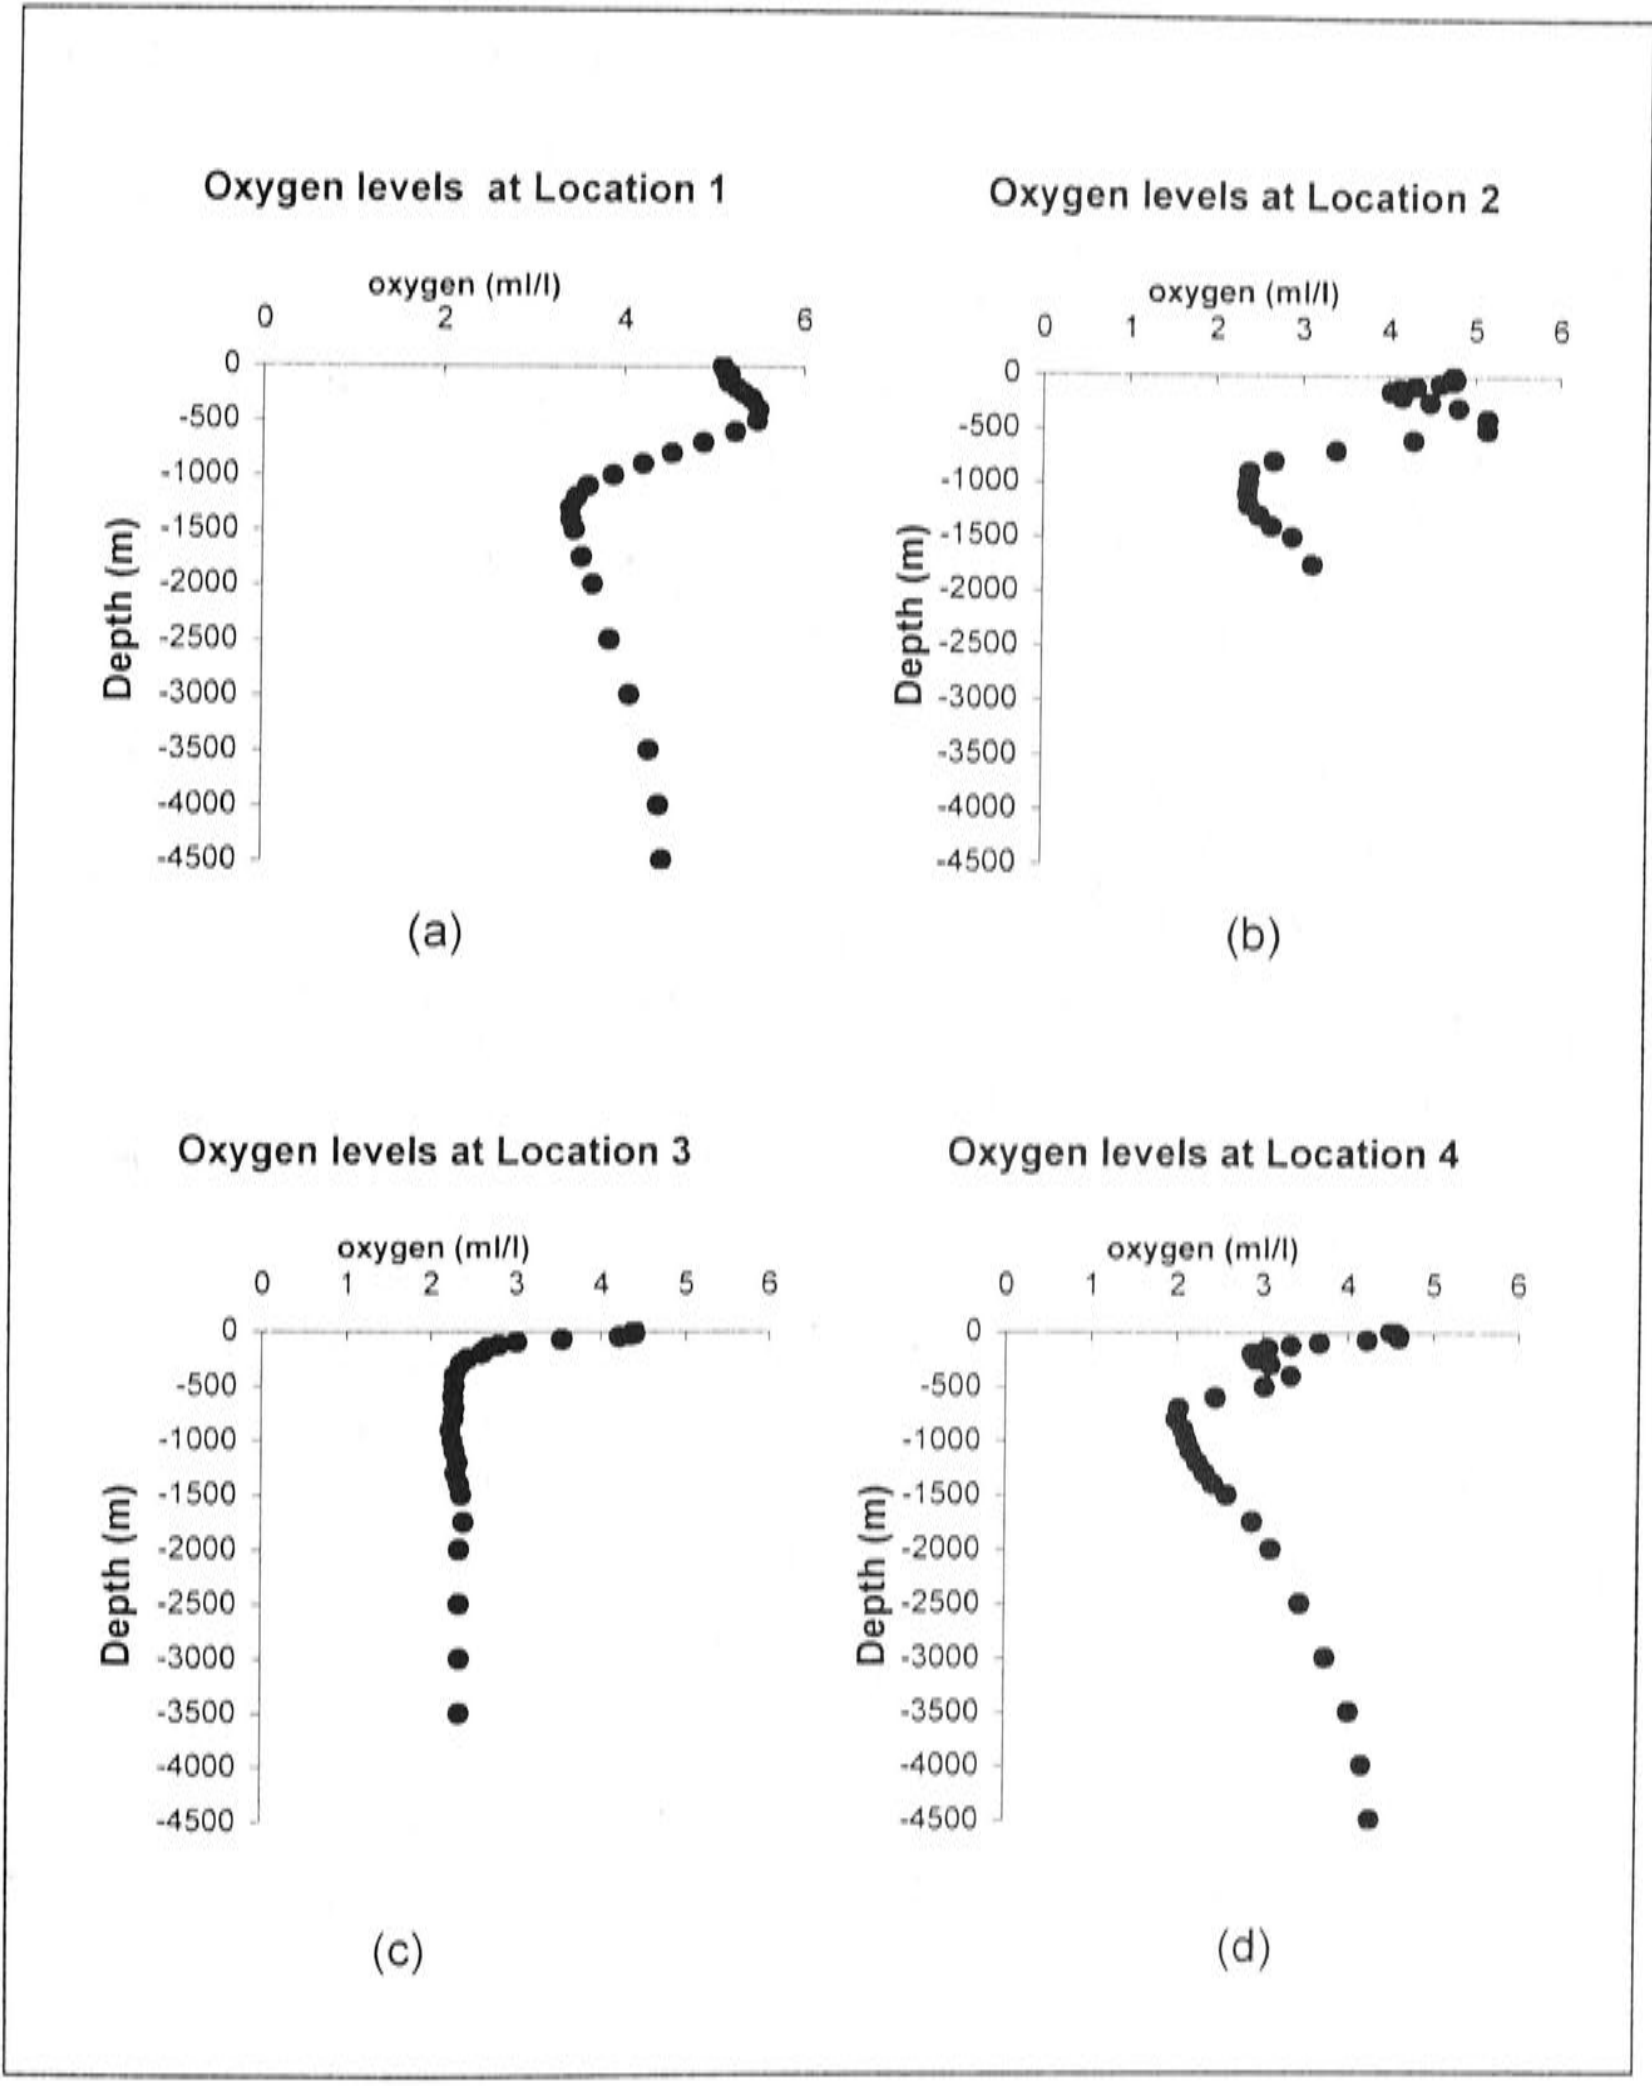 Oxygen levels at Location 1
oxygen (ml/l)
0 2 4 6
0
-500
-1000
-1500
-2000
-2500
-3000
-3500
-4000
-4500
Depth (m)
(a)
Oxygen levels at Location 2
oxygen (ml/l)
0 1 2 3 4 5 6
0
-500
-1000
-1500
-2000
-2500
-3000
-3500
-4000
-4500
Depth (m)
(b)
Oxygen levels at Location 3
oxygen (ml/l)
0 1 2 3 4 5 6
0
-500
-1000
-1500
-2000
-2500
-3000
-3500
-4000
-4500
Depth (m)
(c)
Oxygen levels at Location 4
oxygen (ml/l)
0 1 2 3 4 5 6
0
-500
-1000
-1500
-2000
-2500
-3000
-3500
-4000
-4500
Depth (m)
(d)